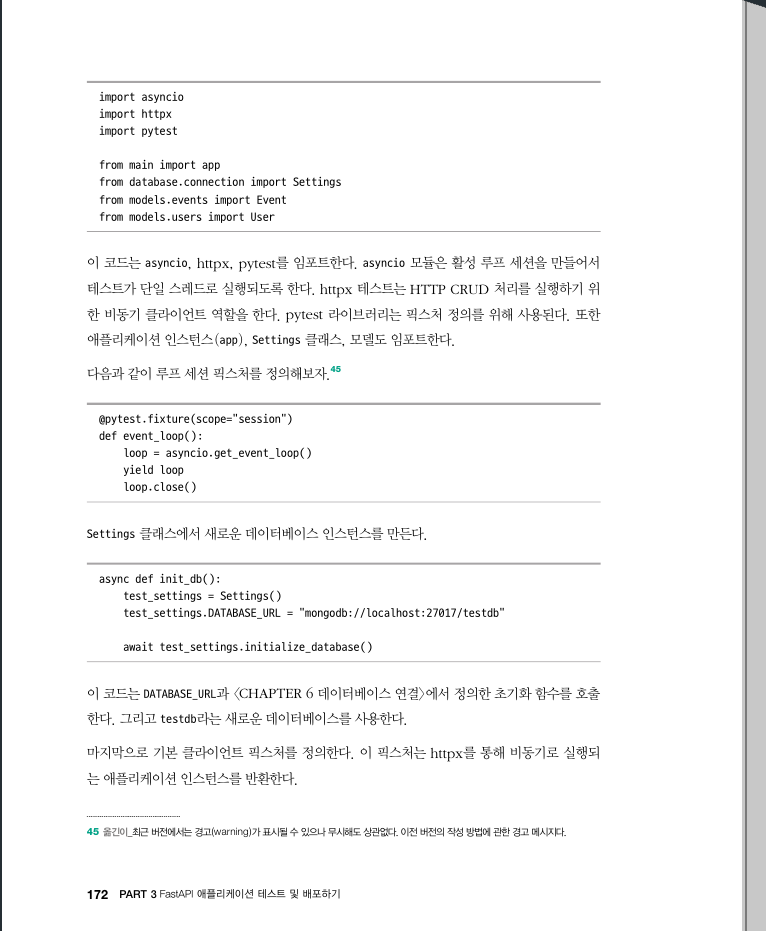 import asyncio
import httpx
import pytest
from main import app
from database.connection import Settings
from models.events import Event
from models.users import User
이 코드는 asyncio, httpx, pytest를 임포트한다. asyncio 모듈은 활성 루프 세션을 만들어서
테스트가 단일 스레드로 실행되도록 한다. httpx 테스트는 HTTP CRUD 처리를 실행하기 위
한 비동기 클라이언트 역할을 한다. pytest 라이브러리는 픽스처 정의를 위해 사용된다. 또한
애플리케이션 인스턴스(app), Settings 클래스, 모델도 임포트한다.
다음과 같이 루프 세션 픽스처를 정의해보자.45
@pytest.fixture(scope="session")
def event_loop():
    loop = asyncio.get_event_loop()
    yield loop
    loop.close()
Settings 클래스에서 새로운 데이터베이스 인스턴스를 만든다.
async def init_db():
    test_settings = Settings()
    test_settings.DATABASE_URL = "mongodb://localhost:27017/testdb"
    await test_settings.initialize_database()
이 코드는 DATABASE_URL과 〈CHAPTER 6 데이터베이스 연결〉에서 정의한 초기화 함수를 호출
한다. 그리고 testdb라는 새로운 데이터베이스를 사용한다.
마지막으로 기본 클라이언트 픽스처를 정의한다. 이 픽스처는 httpx를 통해 비동기로 실행되
는 애플리케이션 인스턴스를 반환한다.
45 옮긴이_최근 버전에서는 경고(warning)가 표시될 수 있으나 무시해도 상관없다. 이전 버전의 작성 방법에 관한 경고 메시지다.
172 PART 3 FastAPI 애플리케이션 테스트 및 배포하기